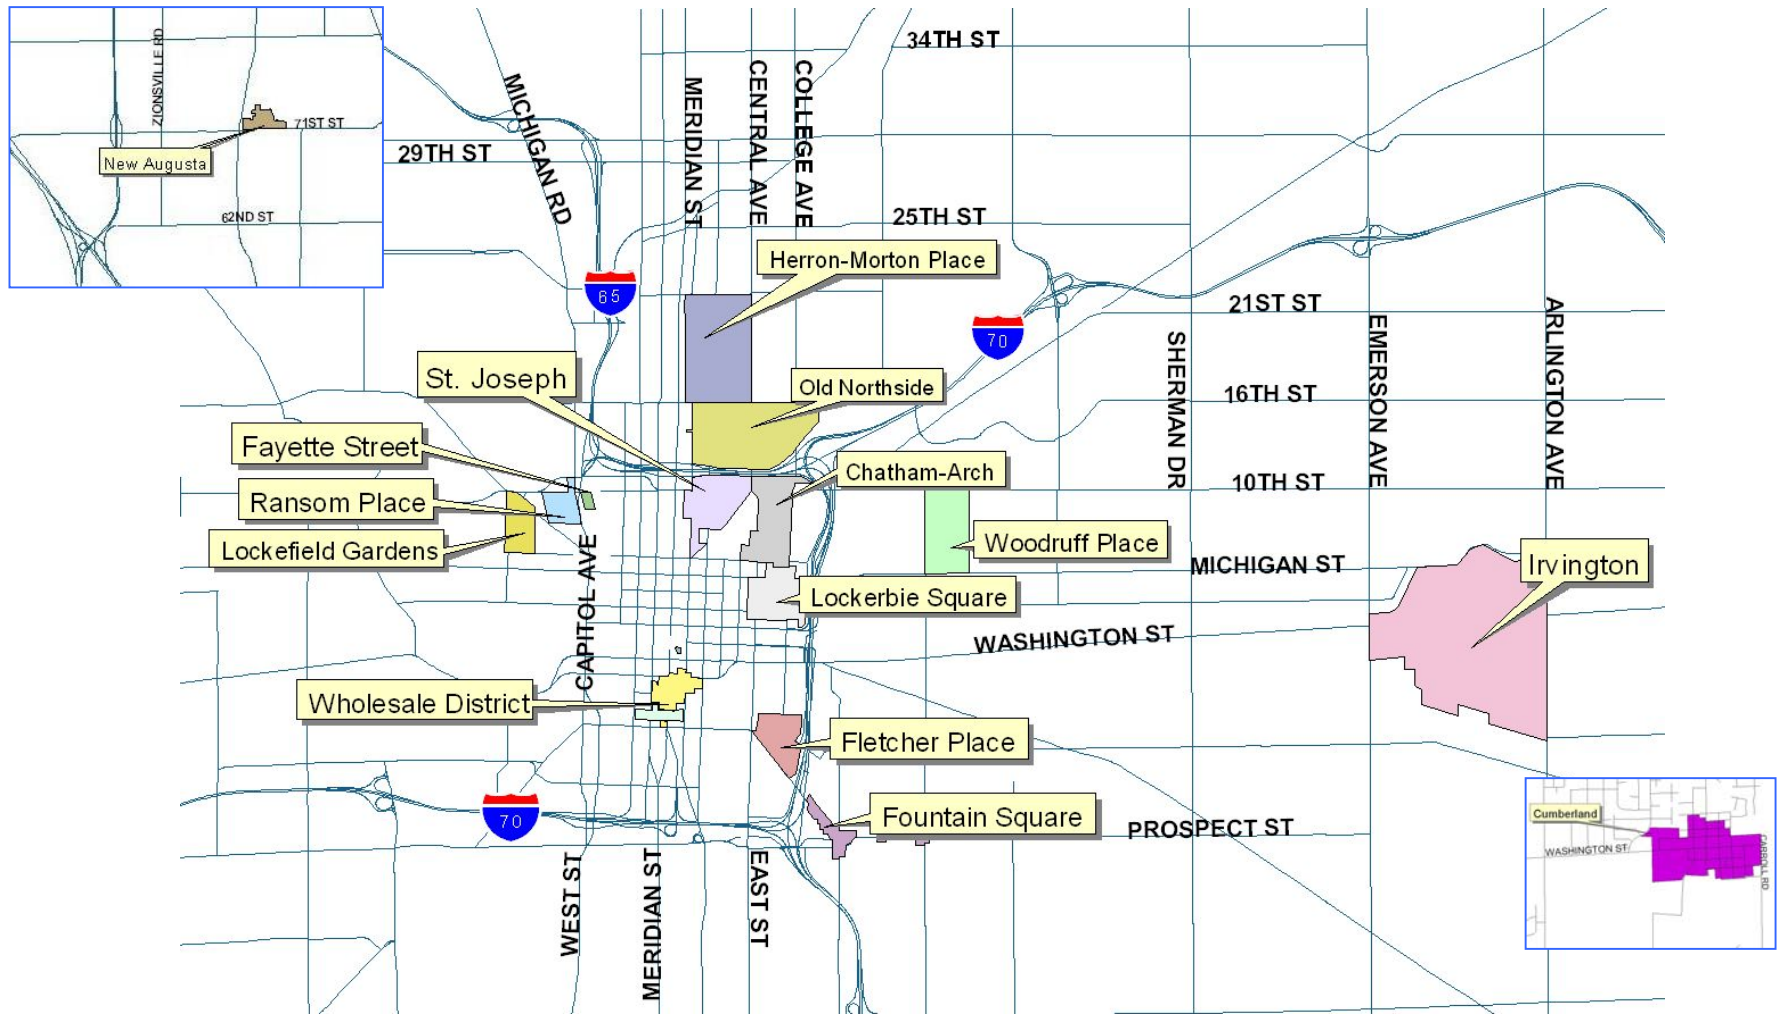 ZIONSVILLE RD
71ST ST
New Augusta
62ND ST
34TH ST
MICHIGAN RD
MERIDIAN ST
CENTRAL AVE
COLLEGE AVE
29TH ST
25TH ST
Herron-Morton Place
65
21ST ST
70
ARLINGTON AVE
EMERSON AVE
SHERMAN DR
St. Joseph
Old Northside
16TH ST
Fayette Street
Chatham-Arch
10TH ST
Ransom Place
Lockefield Gardens
Woodruff Place
MICHIGAN ST
Irvington
CAPITOL AVE
Lockerbie Square
WASHINGTON ST
Wholesale District
Fletcher Place
70
Fountain Square
PROSPECT ST
WEST ST
MERIDIAN ST
EAST ST
Cumberland
WASHINGTON ST
CARROLL RD